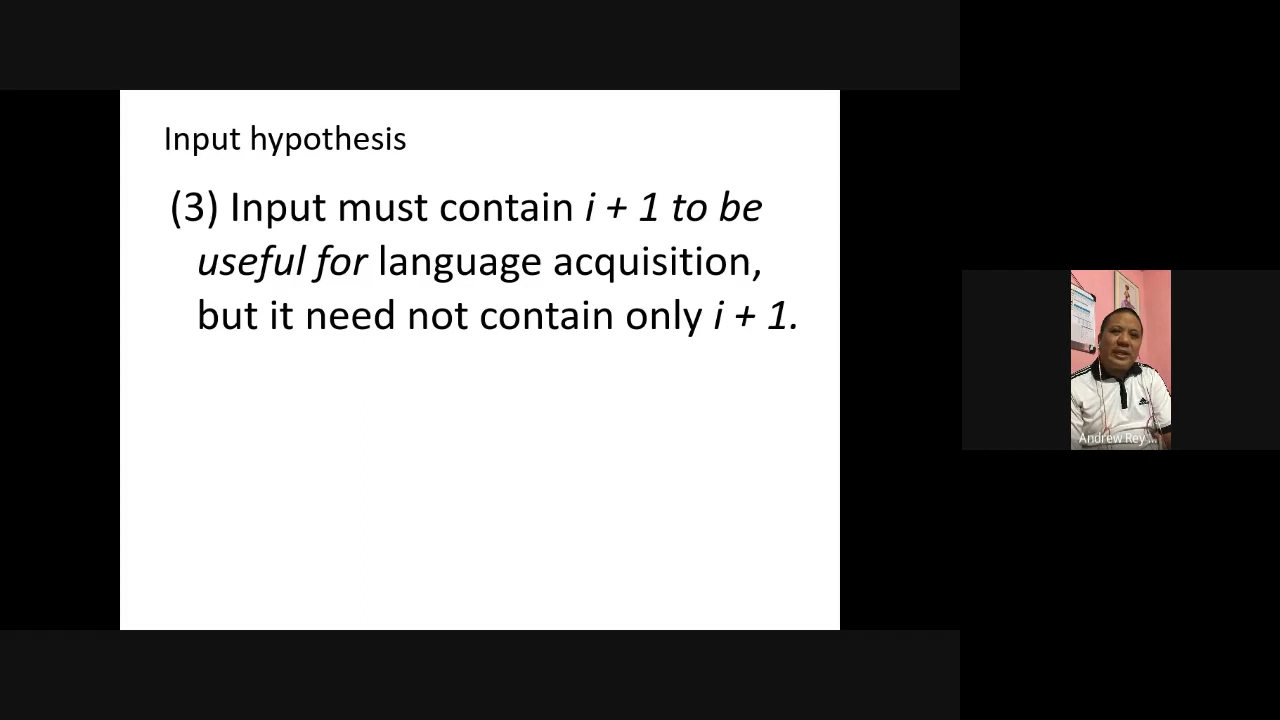 Input hypothesis
(3) Input must contain i + 1 to be
useful for language acquisition,
but it need not contain only i + 1.
Andrew Rey ...